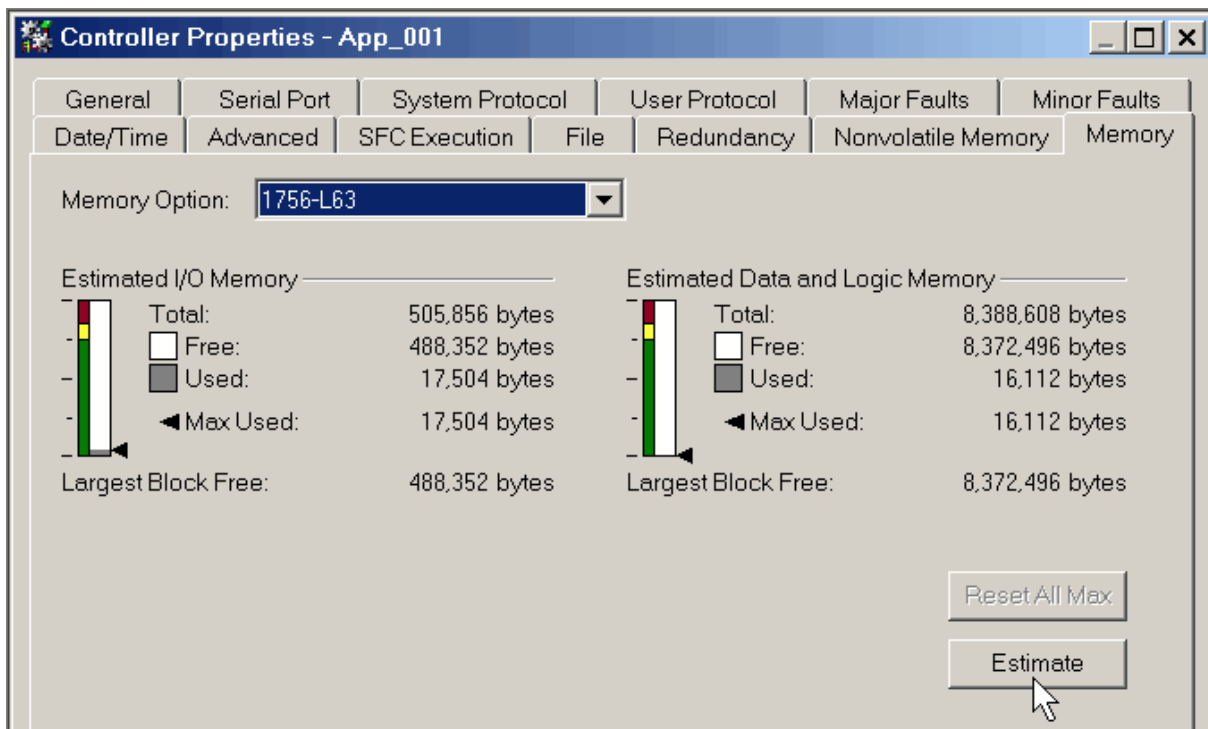 Controller Properties - App_001
General Serial Port System Protocol User Protocol Major Faults Minor Faults
Date/Time Advanced SFC Execution File Redundancy Nonvolatile Memory Memory
Memory Option: 1756-L63
Estimated I/O Memory Estimated Data and Logic Memory
Total: 505,856 bytes Total: 8,388,608 bytes
Free: 488,352 bytes Free: 8,372,496 bytes
Used: 17,504 bytes Used: 16,112 bytes
Max Used: 17,504 bytes Max Used: 16,112 bytes
Largest Block Free: 488,352 bytes Largest Block Free: 8,372,496 bytes
Reset All Max
Estimate